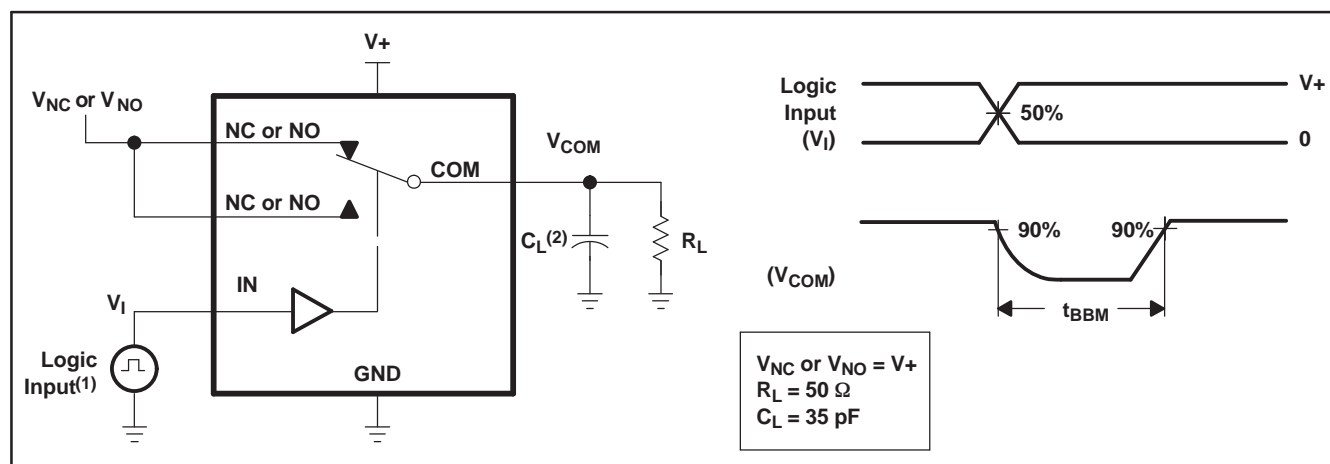 V+
VNC or VNO
NC or NO
VCOM
COM
NC or NO
CL(2)
RL
IN
VI
Logic
Input(1)
GND
Logic
Input
(VI)
V+
50%
0
90%
90%
(VCOM)
tBBM
VNC or VNO = V+
RL = 50 Ω
CL = 35 pF